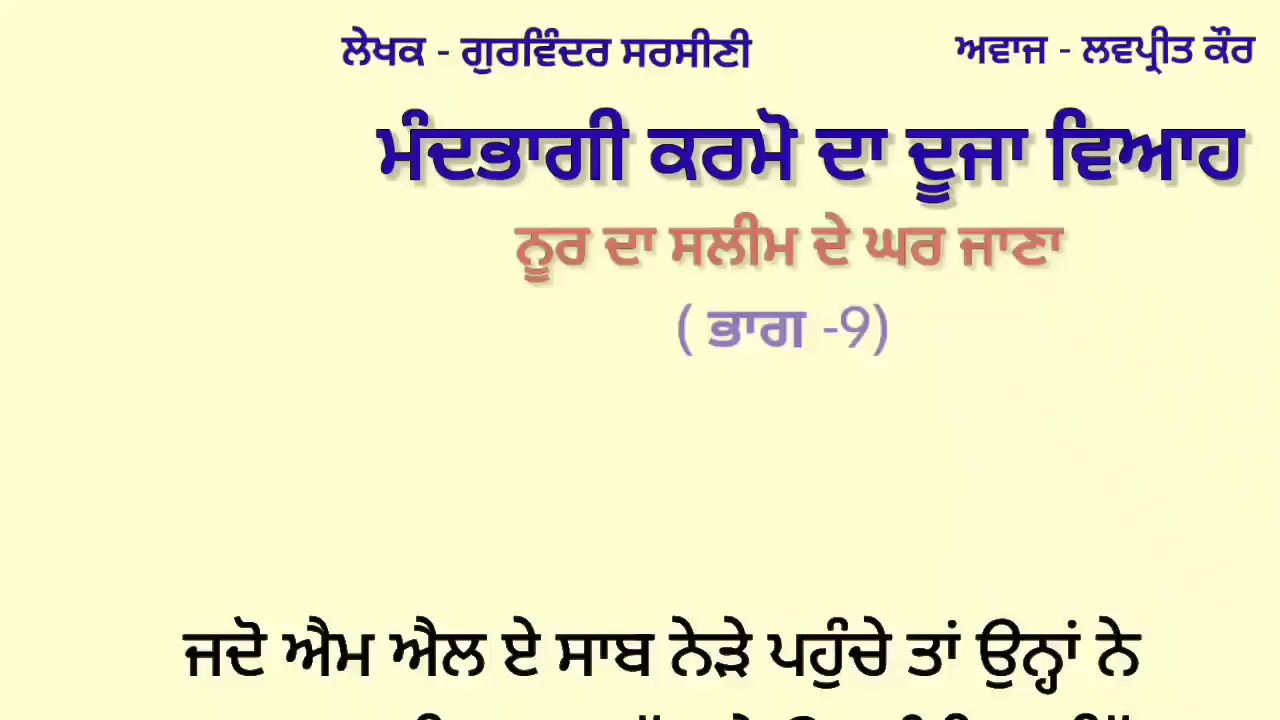 ਲੇਖਕ - ਗੁਰਵਿੰਦਰ ਸਰਸੀਣੀ ਅਵਾਜ - ਲਵਪ੍ਰੀਤ ਕੌਰ
ਮੰਦਭਾਗੀ ਕਰਮੋ ਦਾ ਦੂਜਾ ਵਿਆਹ
ਨੂਰ ਦਾ ਸਲੀਮ ਦੇ ਘਰ ਜਾਣਾ
( ਭਾਗ -9)
ਜਦੋ ਐਮ ਐਲ ਏ ਸਾਬ ਨੇੜੇ ਪਹੁੰਚੇ ਤਾਂ ਉਨ੍ਹਾਂ ਨੇ